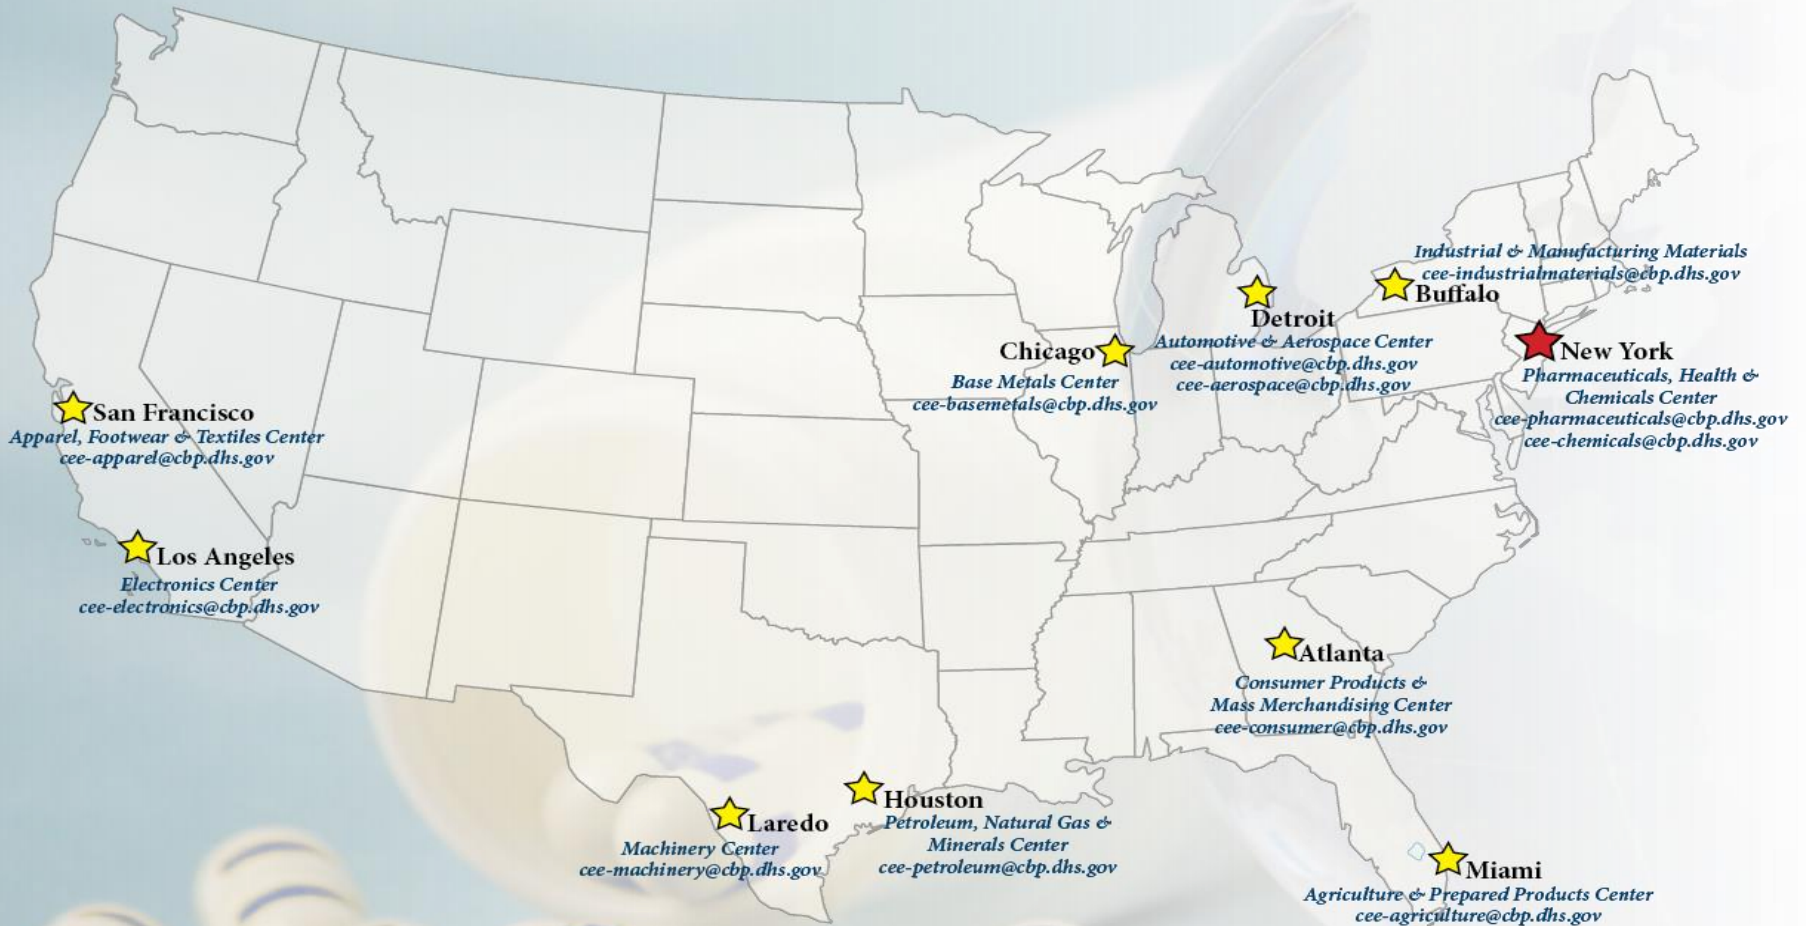 Industrial & Manufacturing Materials
cee-industrialmaterials@cbp.dhs.gov
Buffalo
Detroit
Automotive & Aerospace Center
cee-automotive@cbp.dhs.gov
cee-aerospace@cbp.dhs.gov
Chicago
Base Metals Center
cee-basemetals@cbp.dhs.gov
New York
Pharmaceuticals, Health &
Chemicals Center
cee-pharmaceuticals@cbp.dhs.gov
cee-chemicals@cbp.dhs.gov
San Francisco
Apparel, Footwear & Textiles Center
cee-apparel@cbp.dhs.gov
Los Angeles
Electronics Center
cee-electronics@cbp.dhs.gov
Atlanta
Consumer Products &
Mass Merchandising Center
cee-consumer@cbp.dhs.gov
Laredo
Machinery Center
cee-machinery@cbp.dhs.gov
Houston
Petroleum, Natural Gas &
Minerals Center
cee-petroleum@cbp.dhs.gov
Miami
Agriculture & Prepared Products Center
cee-agriculture@cbp.dhs.gov